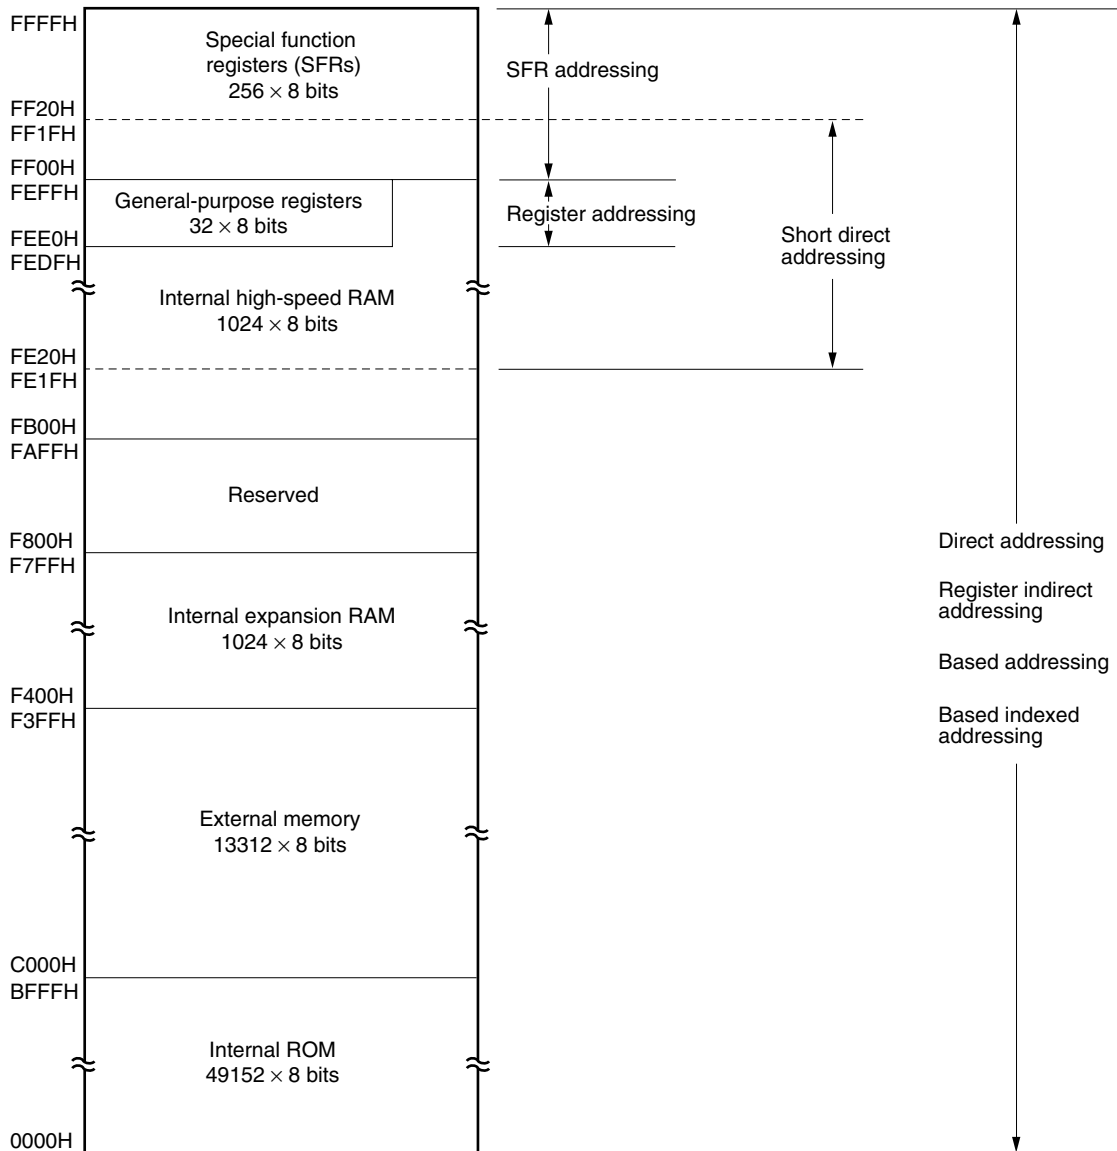 FFFFH
Special function
registers (SFRs)
256 × 8 bits
SFR addressing
FF20H
FF1FH
FF00H
FEFFH
General-purpose registers
32 × 8 bits
Register addressing
FEE0H
FEDFH
Short direct
addressing
Internal high-speed RAM
1024 × 8 bits
FE20H
FE1FH
FB00H
FAFFH
Reserved
F800H
F7FFH
Direct addressing
Register indirect
addressing
Internal expansion RAM
1024 × 8 bits
Based addressing
F400H
F3FFH
Based indexed
addressing
External memory
13312 × 8 bits
C000H
BFFFH
Internal ROM
49152 × 8 bits
0000H